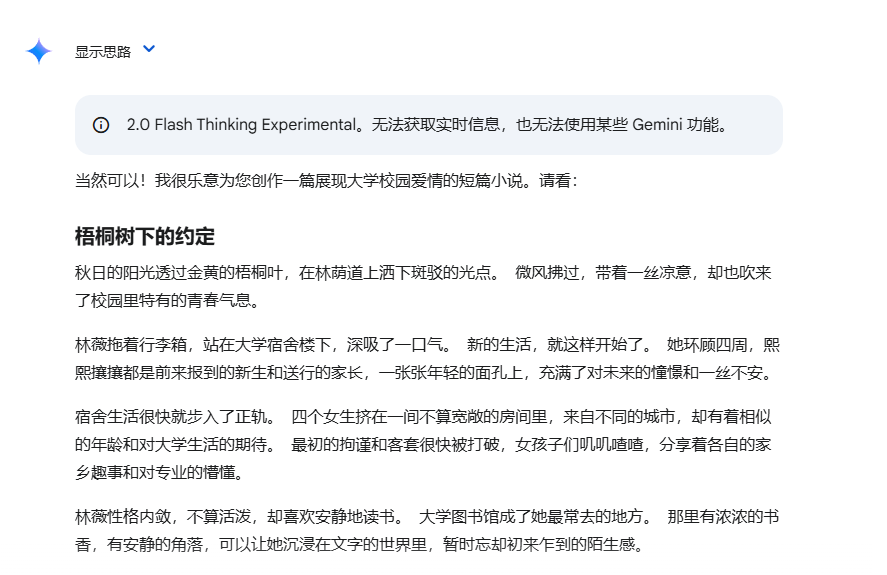 显示思路
2.0 Flash Thinking Experimental。无法获取实时信息，也无法使用某些 Gemini 功能。
当然可以！我很乐意为您创作一篇展现大学校园爱情的短篇小说。请看：
梧桐树下的约定
秋日的阳光透过金黄的梧桐叶，在林荫道上洒下斑驳的光点。 微风拂过，带着一丝凉意，却也吹来
了校园里特有的青春气息。
林薇拖着行李箱，站在大学宿舍楼下，深吸了一口气。 新的生活，就这样开始了。 她环顾四周，熙
熙攘攘都是前来报到的新生和送行的家长，一张张年轻的面孔上，充满了对未来的憧憬和一丝不安。
宿舍生活很快就步入了正轨。 四个女生挤在一间不算宽敞的房间里，来自不同的城市，却有着相似
的年龄和对大学生活的期待。 最初的拘谨和客套很快被打破，女孩子们叽叽喳喳，分享着各自的家
乡趣事和对专业的懵懂。
林薇性格内敛，不算活泼，却喜欢安静地读书。 大学图书馆成了她最常去的地方。 那里有浓浓的书
香，有安静的角落，可以让她沉浸在文字的世界里，暂时忘却初来乍到的陌生感。